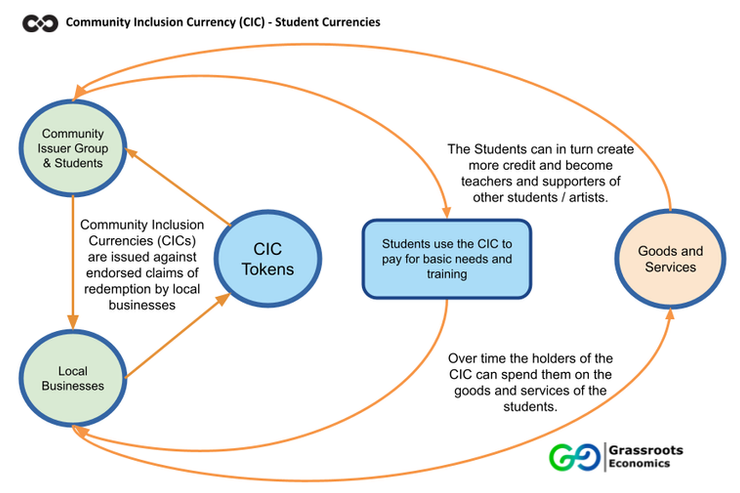 Community Inclusion Currency (CIC) - Student Currencies
Community
Issuer Group
& Students
The Students can in turn create
more credit and become
teachers and supporters of
other students / artists.
Community Inclusion
Currencies (CICs)
are issued against
endorsed claims of
redemption by local
businesses
CIC
Tokens
Students use the CIC to
pay for basic needs and
training
Goods and
Services
Local
Businesses
Over time the holders of the
CIC can spend them on the
goods and services of the
students.
Grassroots
Economics